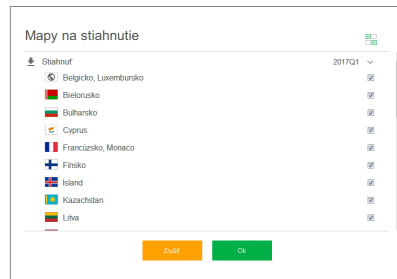 Mapy na stiahnutie
Stiahnuť 2017Q1
Belgicko, Luxembursko
Bielorusko
Bulharsko
Cyprus
Francúzsko, Monaco
Fínsko
Island
Kazachstan
Litva
Zrušiť Ok